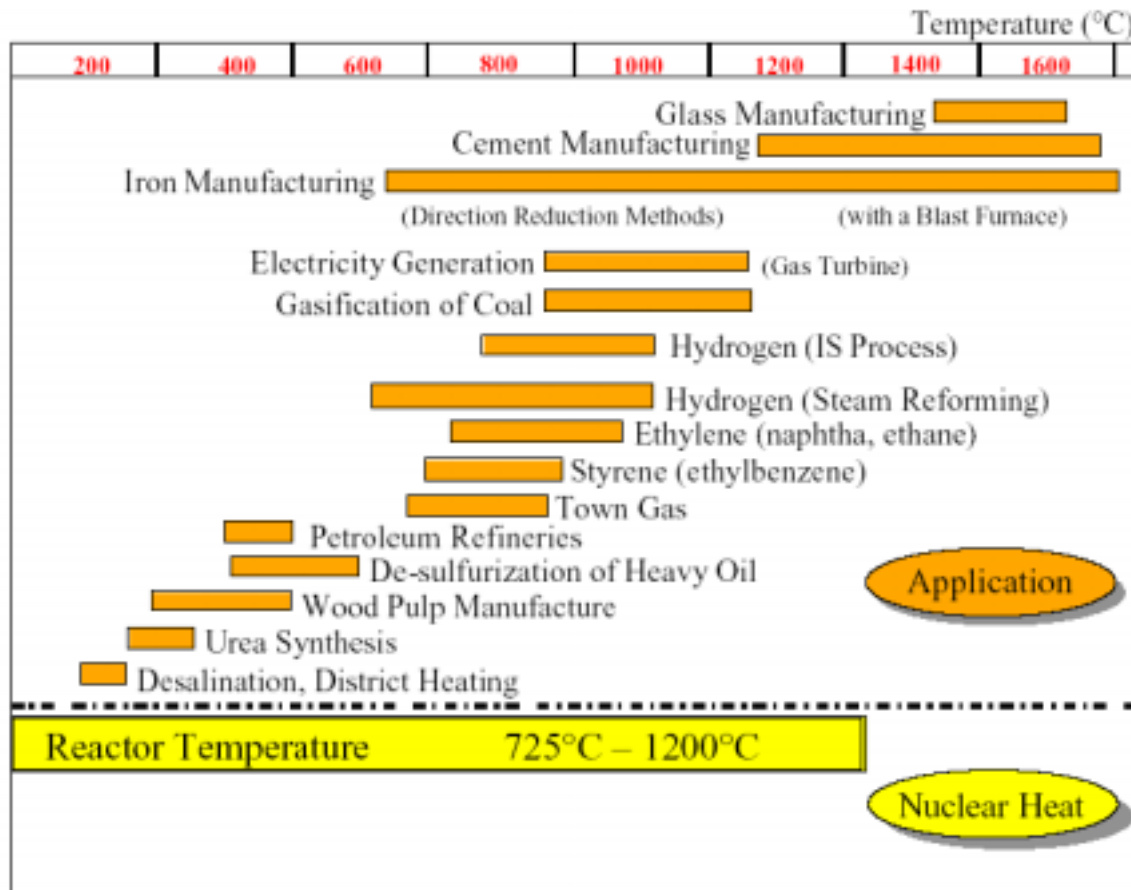 Temperature (°C)
200 400 600 800 1000 1200 1400 1600
Glass Manufacturing
Cement Manufacturing
Iron Manufacturing
(Direction Reduction Methods) (with a Blast Furnace)
Electricity Generation (Gas Turbine)
Gasification of Coal
Hydrogen (IS Process)
Hydrogen (Steam Reforming)
Ethylene (naphtha, ethane)
Styrene (ethylbenzene)
Town Gas
Petroleum Refineries
De-sulfurization of Heavy Oil
Application
Wood Pulp Manufacture
Urea Synthesis
Desalination, District Heating
Reactor Temperature 725°C – 1200°C
Nuclear Heat